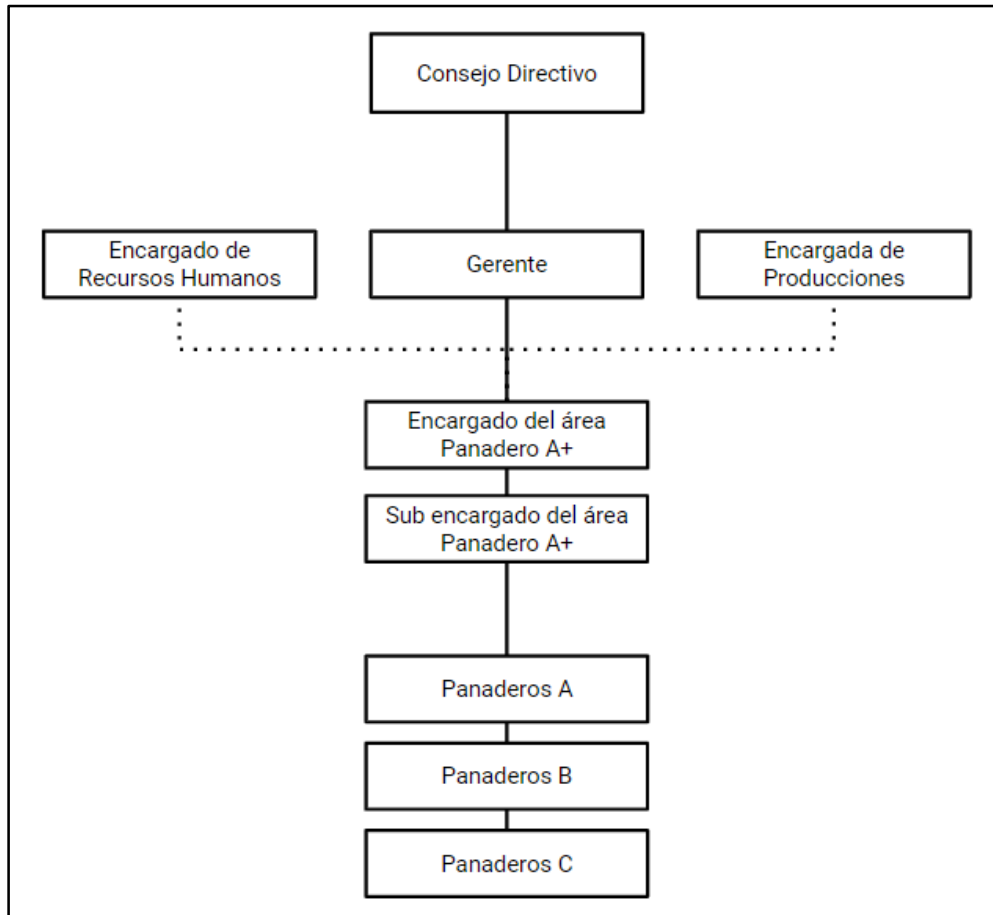 Consejo Directivo
Encargado de
Recursos Humanos
Gerente
Encargada de
Producciones
Encargado del área
Panadero A+
Sub encargado del área
Panadero A+
Panaderos A
Panaderos B
Panaderos C